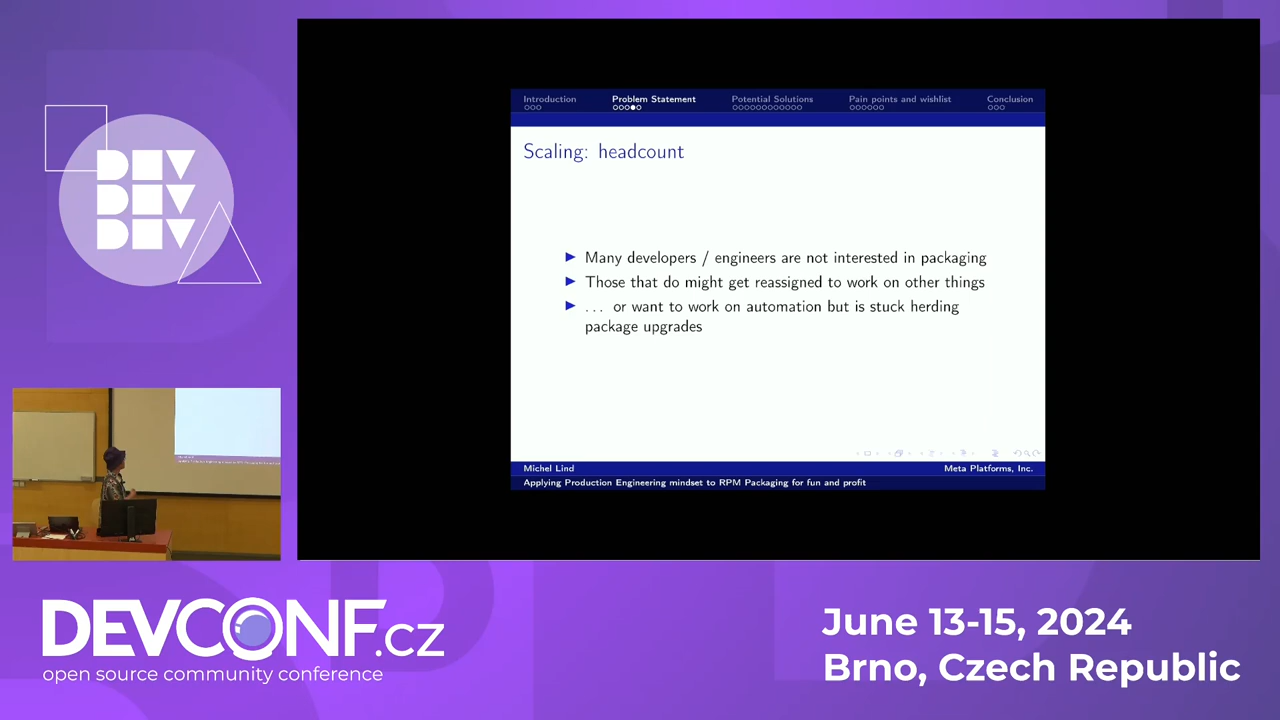 DEV
DEV
DEV
Introduction
Problem Statement
Potential Solutions
Pain points and wishlist
Conclusion
Scaling: headcount
Many developers / engineers are not interested in packaging
Those that do might get reassigned to work on other things
. . . or want to work on automation but is stuck herding
package upgrades
Michel Lind
Meta Platforms, Inc.
Applying Production Engineering mindset to RPM Packaging for fun and profit
DEVCONF.cz
open source community conference
June 13-15, 2024
Brno, Czech Republic